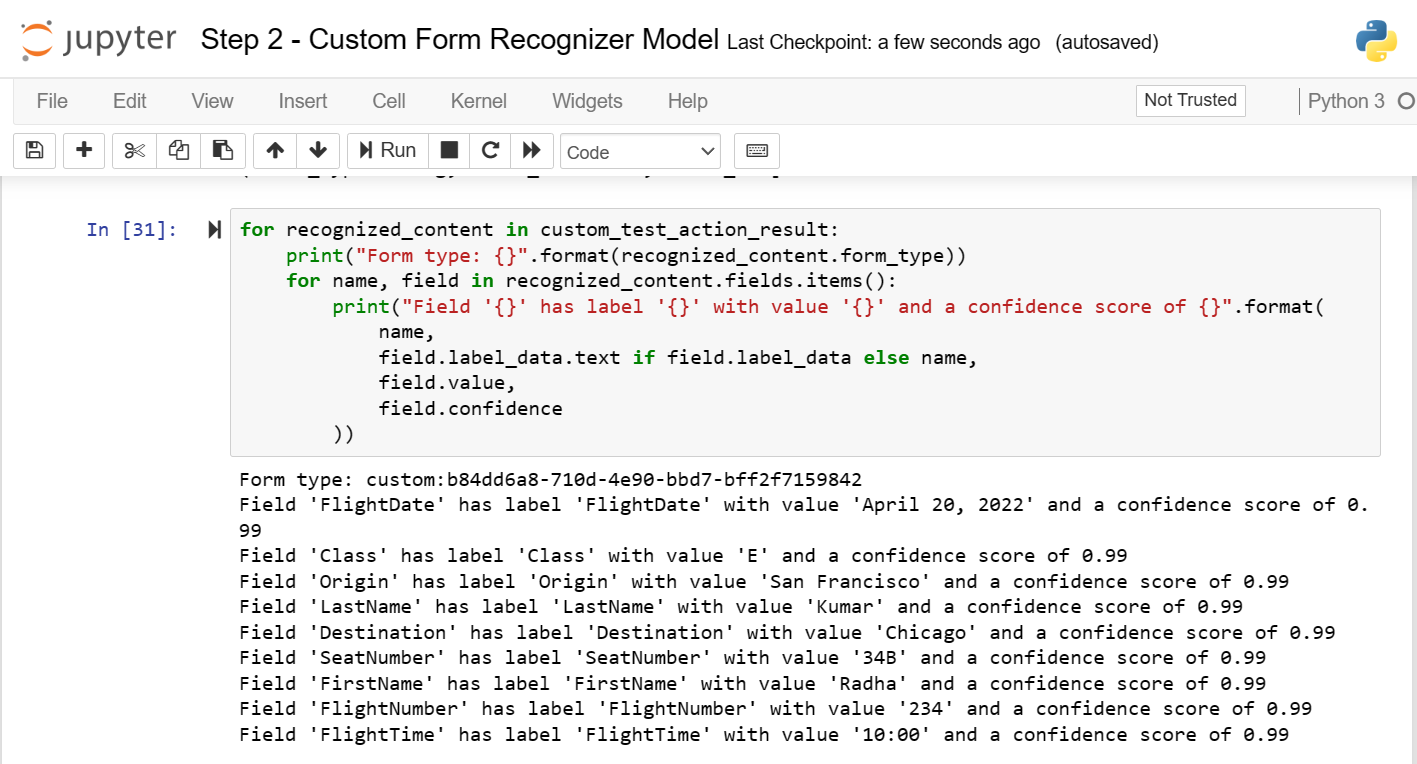 jupyter Step 2 - Custom Form Recognizer Model Last Checkpoint: a few seconds ago (autosaved)
File Edit View Insert Cell Kernel Widgets Help Not Trusted Python 3
Run Code
In [31]:
for recognized_content in custom_test_action_result:
    print("Form type: {}".format(recognized_content.form_type))
    for name, field in recognized_content.fields.items():
        print("Field '{}' has label '{}' with value '{}' and a confidence score of {}".format(
            name,
            field.label_data.text if field.label_data else name,
            field.value,
            field.confidence
        ))
Form type: custom:b84dd6a8-710d-4e90-bbd7-bff2f7159842
Field 'FlightDate' has label 'FlightDate' with value 'April 20, 2022' and a confidence score of 0.
99
Field 'Class' has label 'Class' with value 'E' and a confidence score of 0.99
Field 'Origin' has label 'Origin' with value 'San Francisco' and a confidence score of 0.99
Field 'LastName' has label 'LastName' with value 'Kumar' and a confidence score of 0.99
Field 'Destination' has label 'Destination' with value 'Chicago' and a confidence score of 0.99
Field 'SeatNumber' has label 'SeatNumber' with value '34B' and a confidence score of 0.99
Field 'FirstName' has label 'FirstName' with value 'Radha' and a confidence score of 0.99
Field 'FlightNumber' has label 'FlightNumber' with value '234' and a confidence score of 0.99
Field 'FlightTime' has label 'FlightTime' with value '10:00' and a confidence score of 0.99